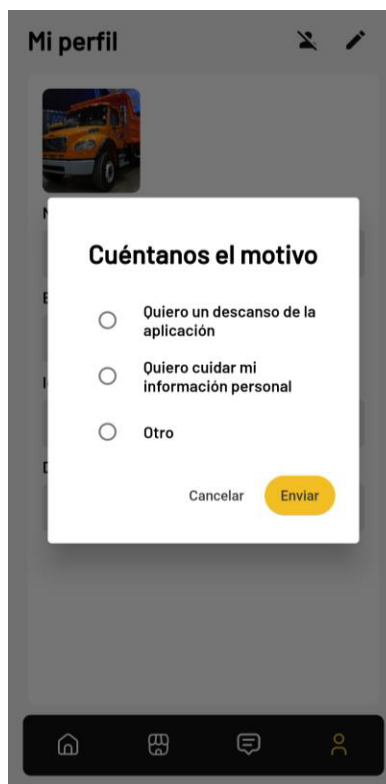 Mi perfil
Cuéntanos el motivo
Quiero un descanso de la
aplicación
Quiero cuidar mi
información personal
Otro
Cancelar
Enviar